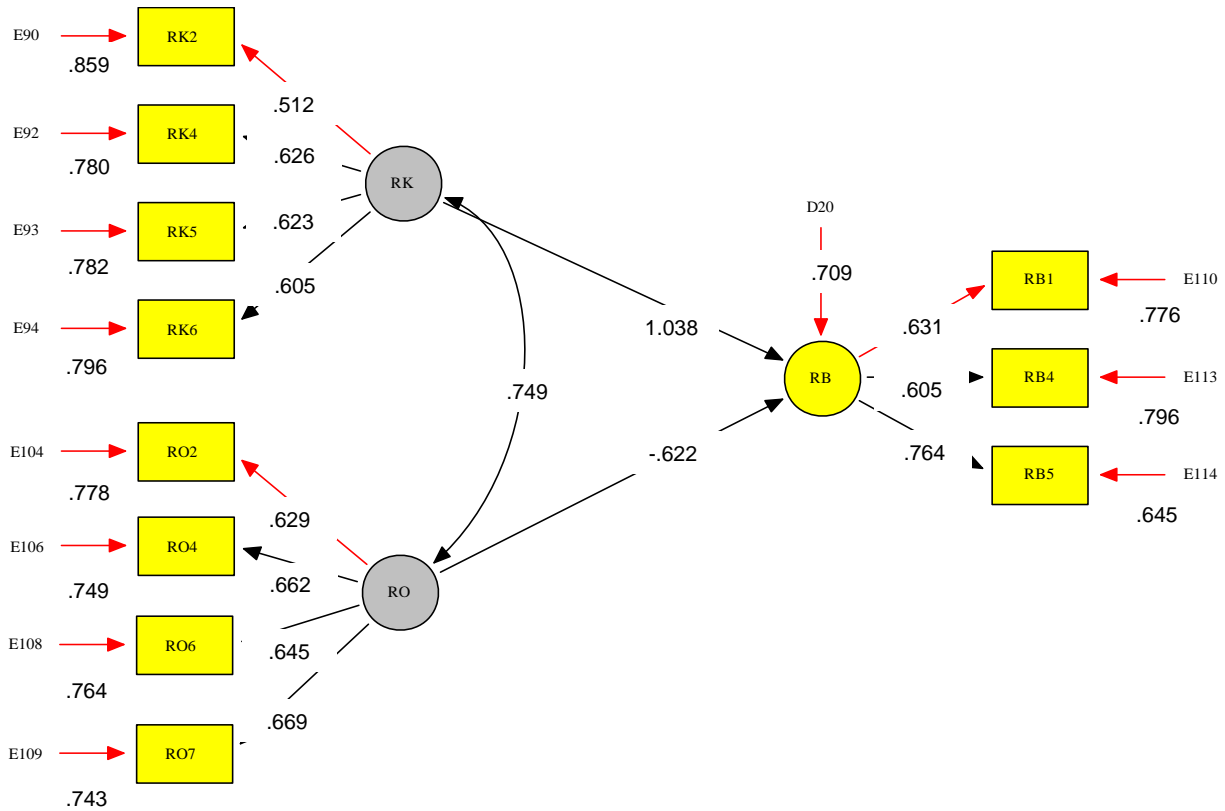 E90
RK2
.859
.512
E92
RK4
.626
.780
RK
E93
RK5
.623
.782
.605
E94
RK6
.796
D20
.709
1.038
.749
RB
.631
RB1
E110
.776
.605
RB4
E113
.796
.764
RB5
E114
.645
-.622
E104
RO2
.778
.629
E106
RO4
.749
.662
RO
E108
RO6
.645
.764
.669
E109
RO7
.743